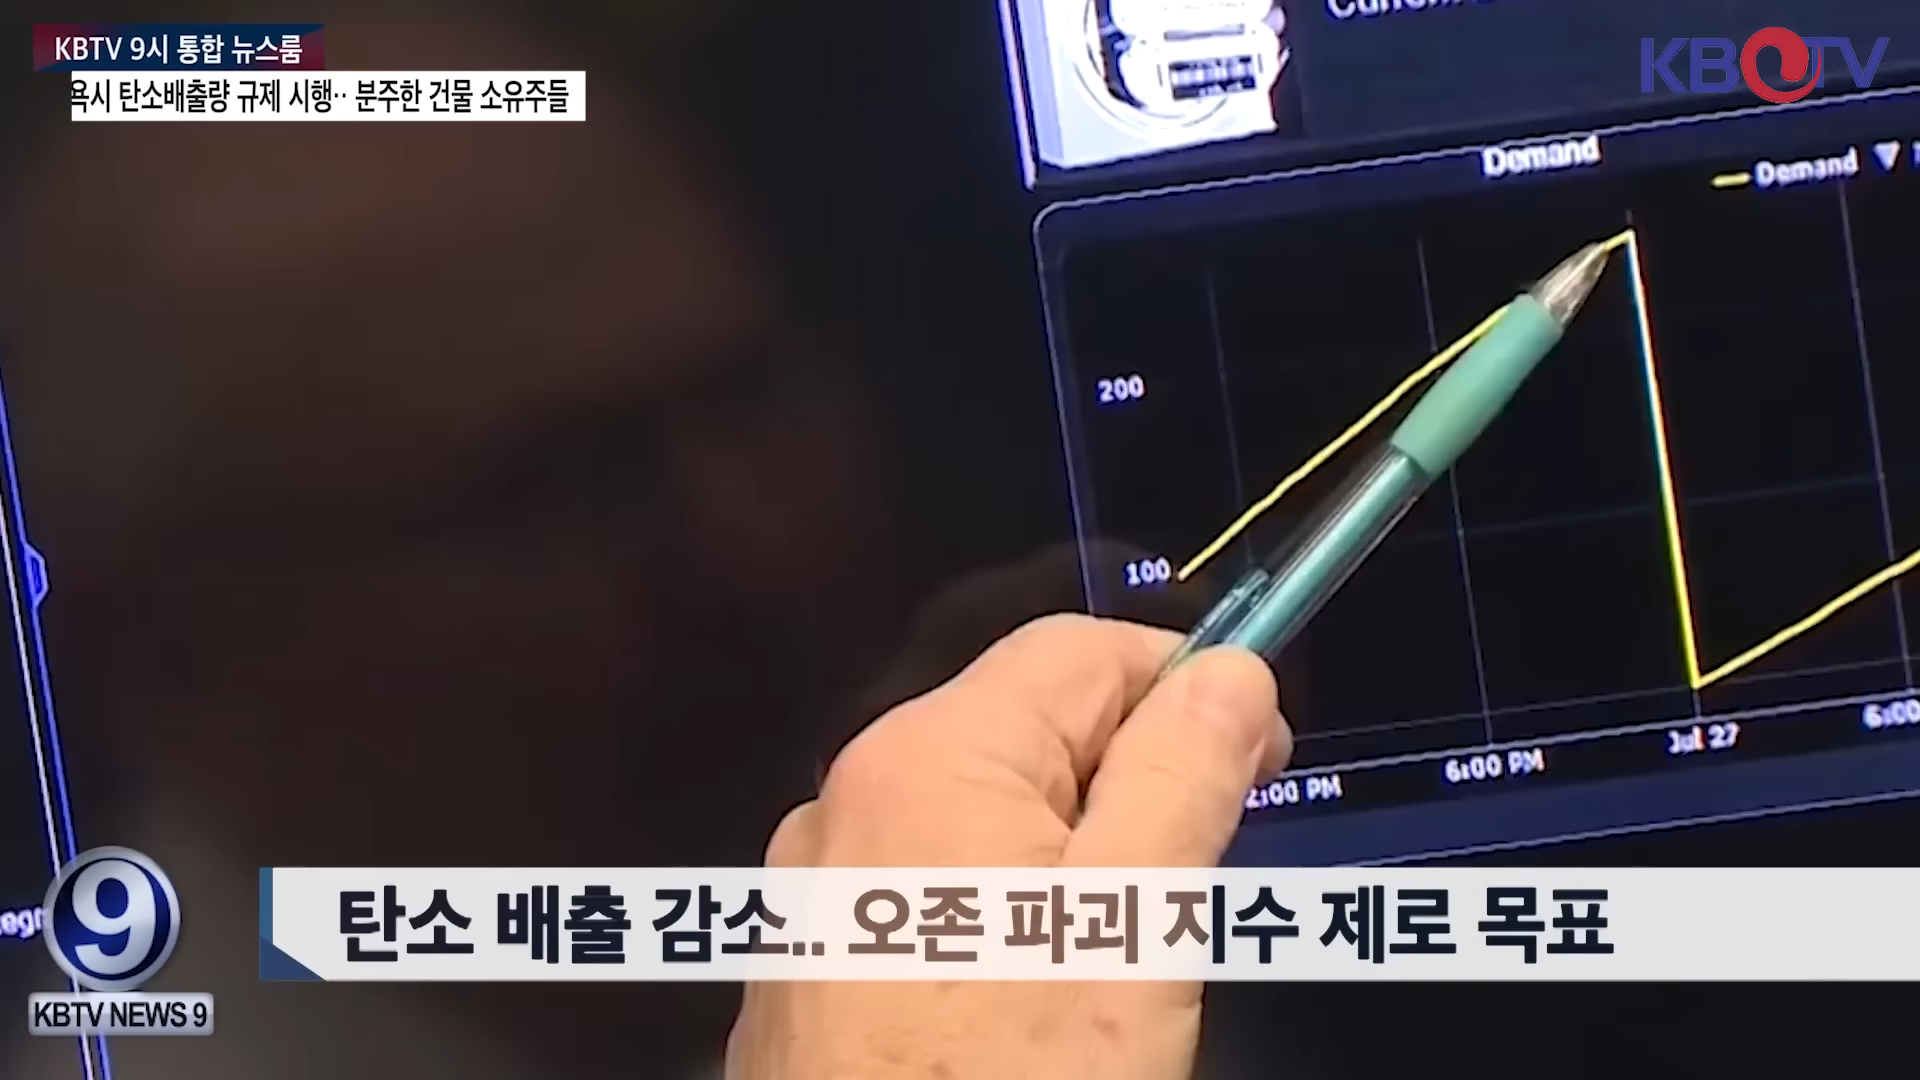 KBTV 9시 통합 뉴스룸
욕시 탄소배출량 규제 시행·· 분주한 건물 소유주들
KBTV
Demand
Demand
200
100
2:00 PM
6:00 PM
Jul 27
6:00
9
탄소 배출 감소.. 오존 파괴 지수 제로 목표
KBTV NEWS 9